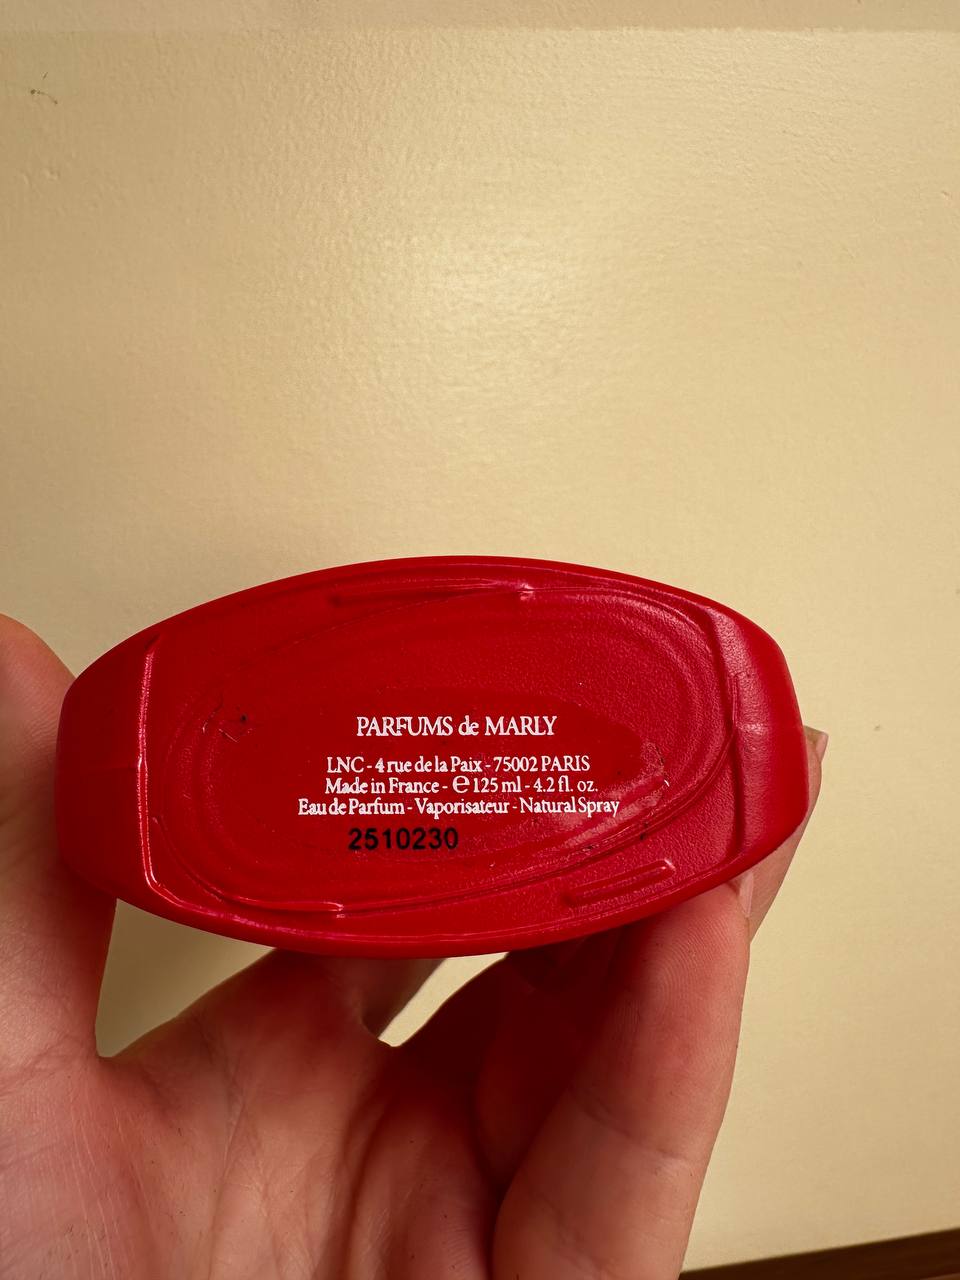 PARFUMS de MARLY
LNC - 4 rue de la Paix - 75002 PARIS
Made in France - ℮ 125 ml - 4.2 fl. oz.
Eau de Parfum - Vaporisateur - Natural Spray
2510230